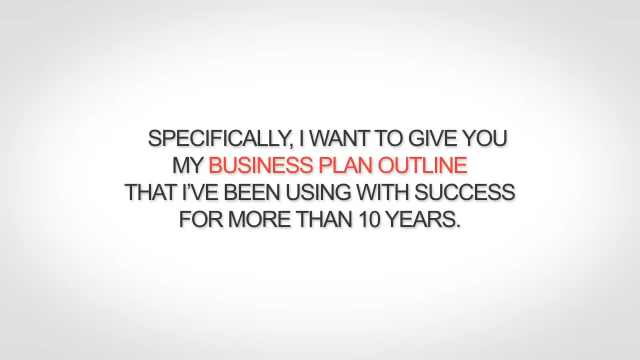 SPECIFICALLY, I WANT TO GIVE YOU
MY BUSINESS PLAN OUTLINE
THAT I'VE BEEN USING WITH SUCCESS
FOR MORE THAN 10 YEARS.